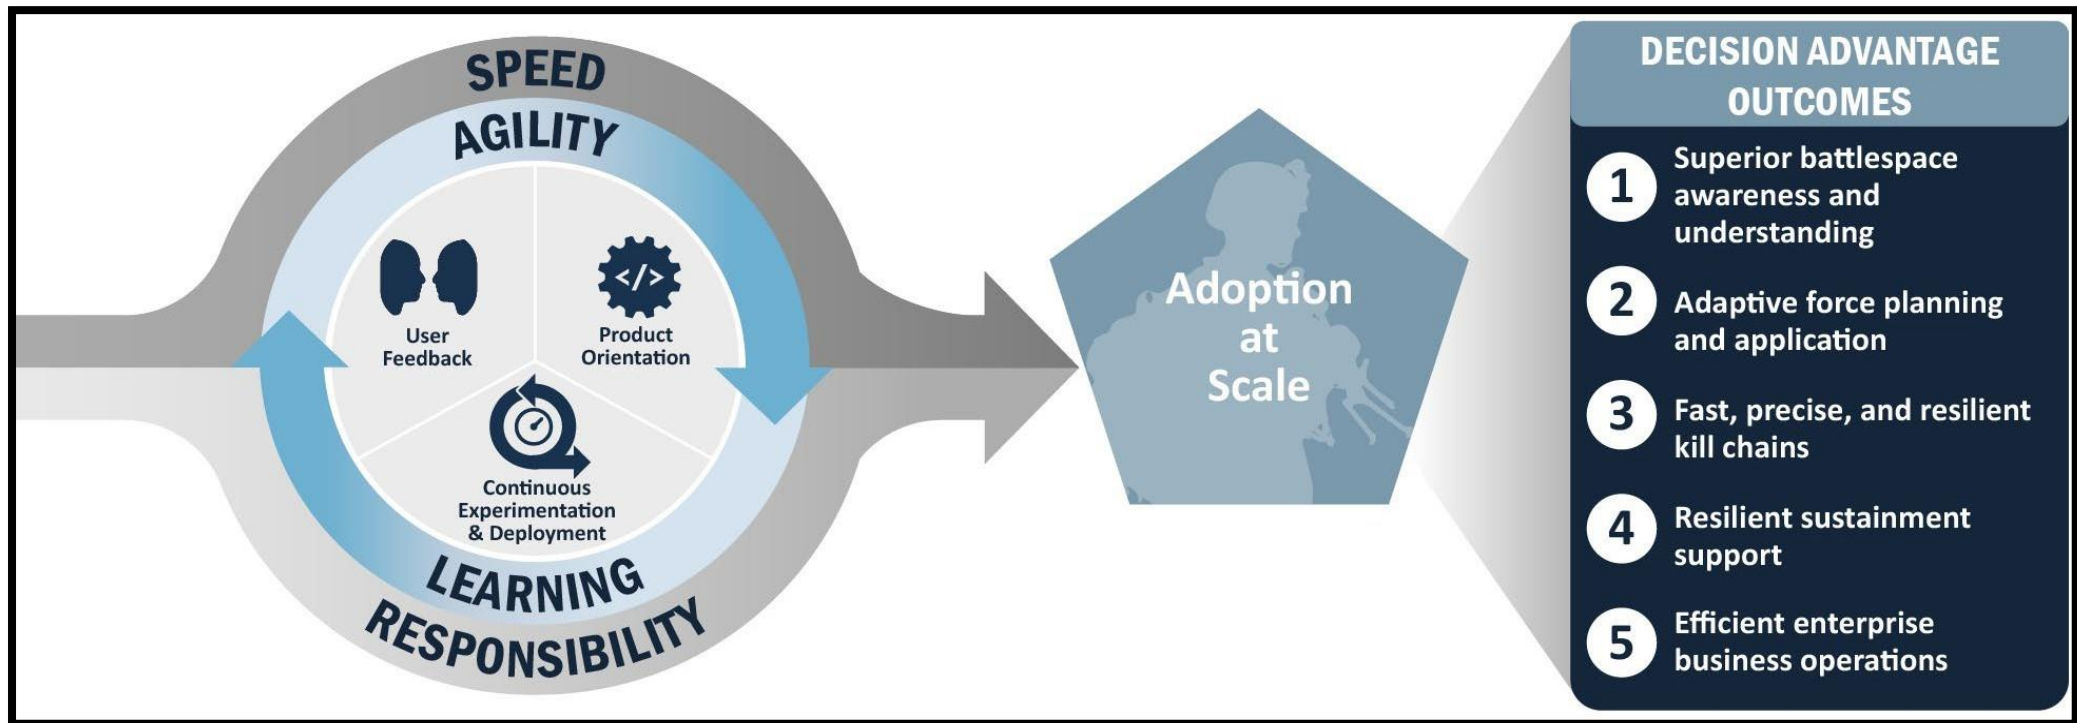 SPEED
AGILITY
User
Feedback
</>
Product
Orientation
Continuous
Experimentation
& Deployment
LEARNING
RESPONSIBILITY
Adoption
at
Scale
DECISION ADVANTAGE
OUTCOMES
1
Superior battlespace
awareness and
understanding
2
Adaptive force planning
and application
3
Fast, precise, and resilient
kill chains
4
Resilient sustainment
support
5
Efficient enterprise
business operations